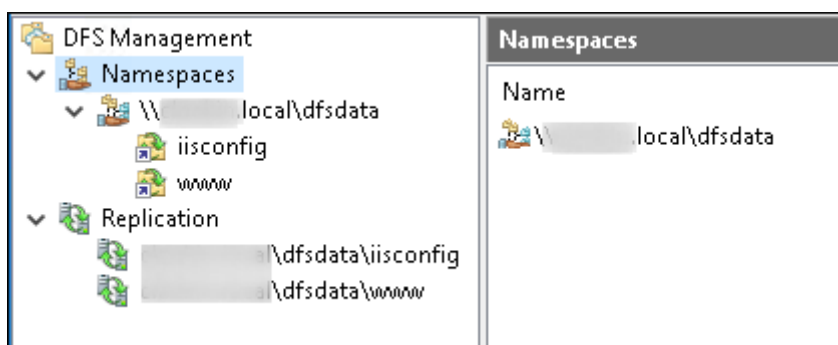 DFS Management
Namespaces
\\ .local\dfsdata
iisconfig
www
Replication
\dfsdata\iisconfig
\dfsdata\www
Namespaces
Name
\\ .local\dfsdata